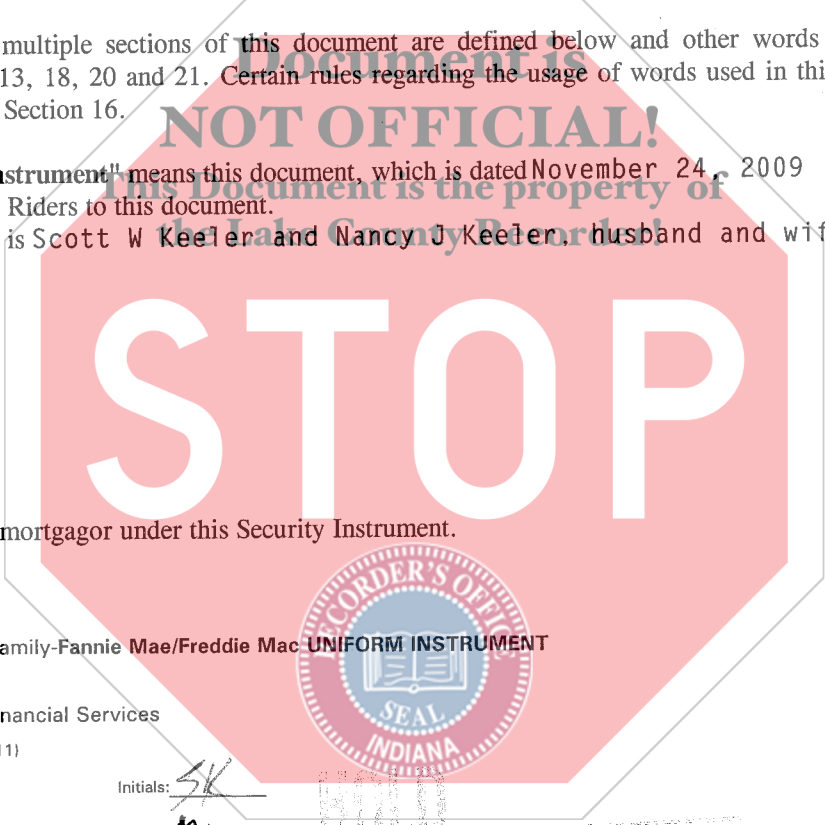 multiple sections of this document are defined below and other words
Document is
13, 18, 20 and 21. Certain rules regarding the usage of words used in thi
Section 16.
NOT OFFICIAL!
nstrument" means this document, which is dated November 24, 2009
This Document is the property of
Riders to this document.
the Lake County Recorder!
is Scott W Keeler and Nancy J Keeler, husband and wif
STOP
mortgagor under this Security Instrument.
RECORDER'S OFFICE
amily-Fannie Mae/Freddie Mac UNIFORM INSTRUMENT
SEAL
nancial Services
INDIANA
11)
Initials: SK